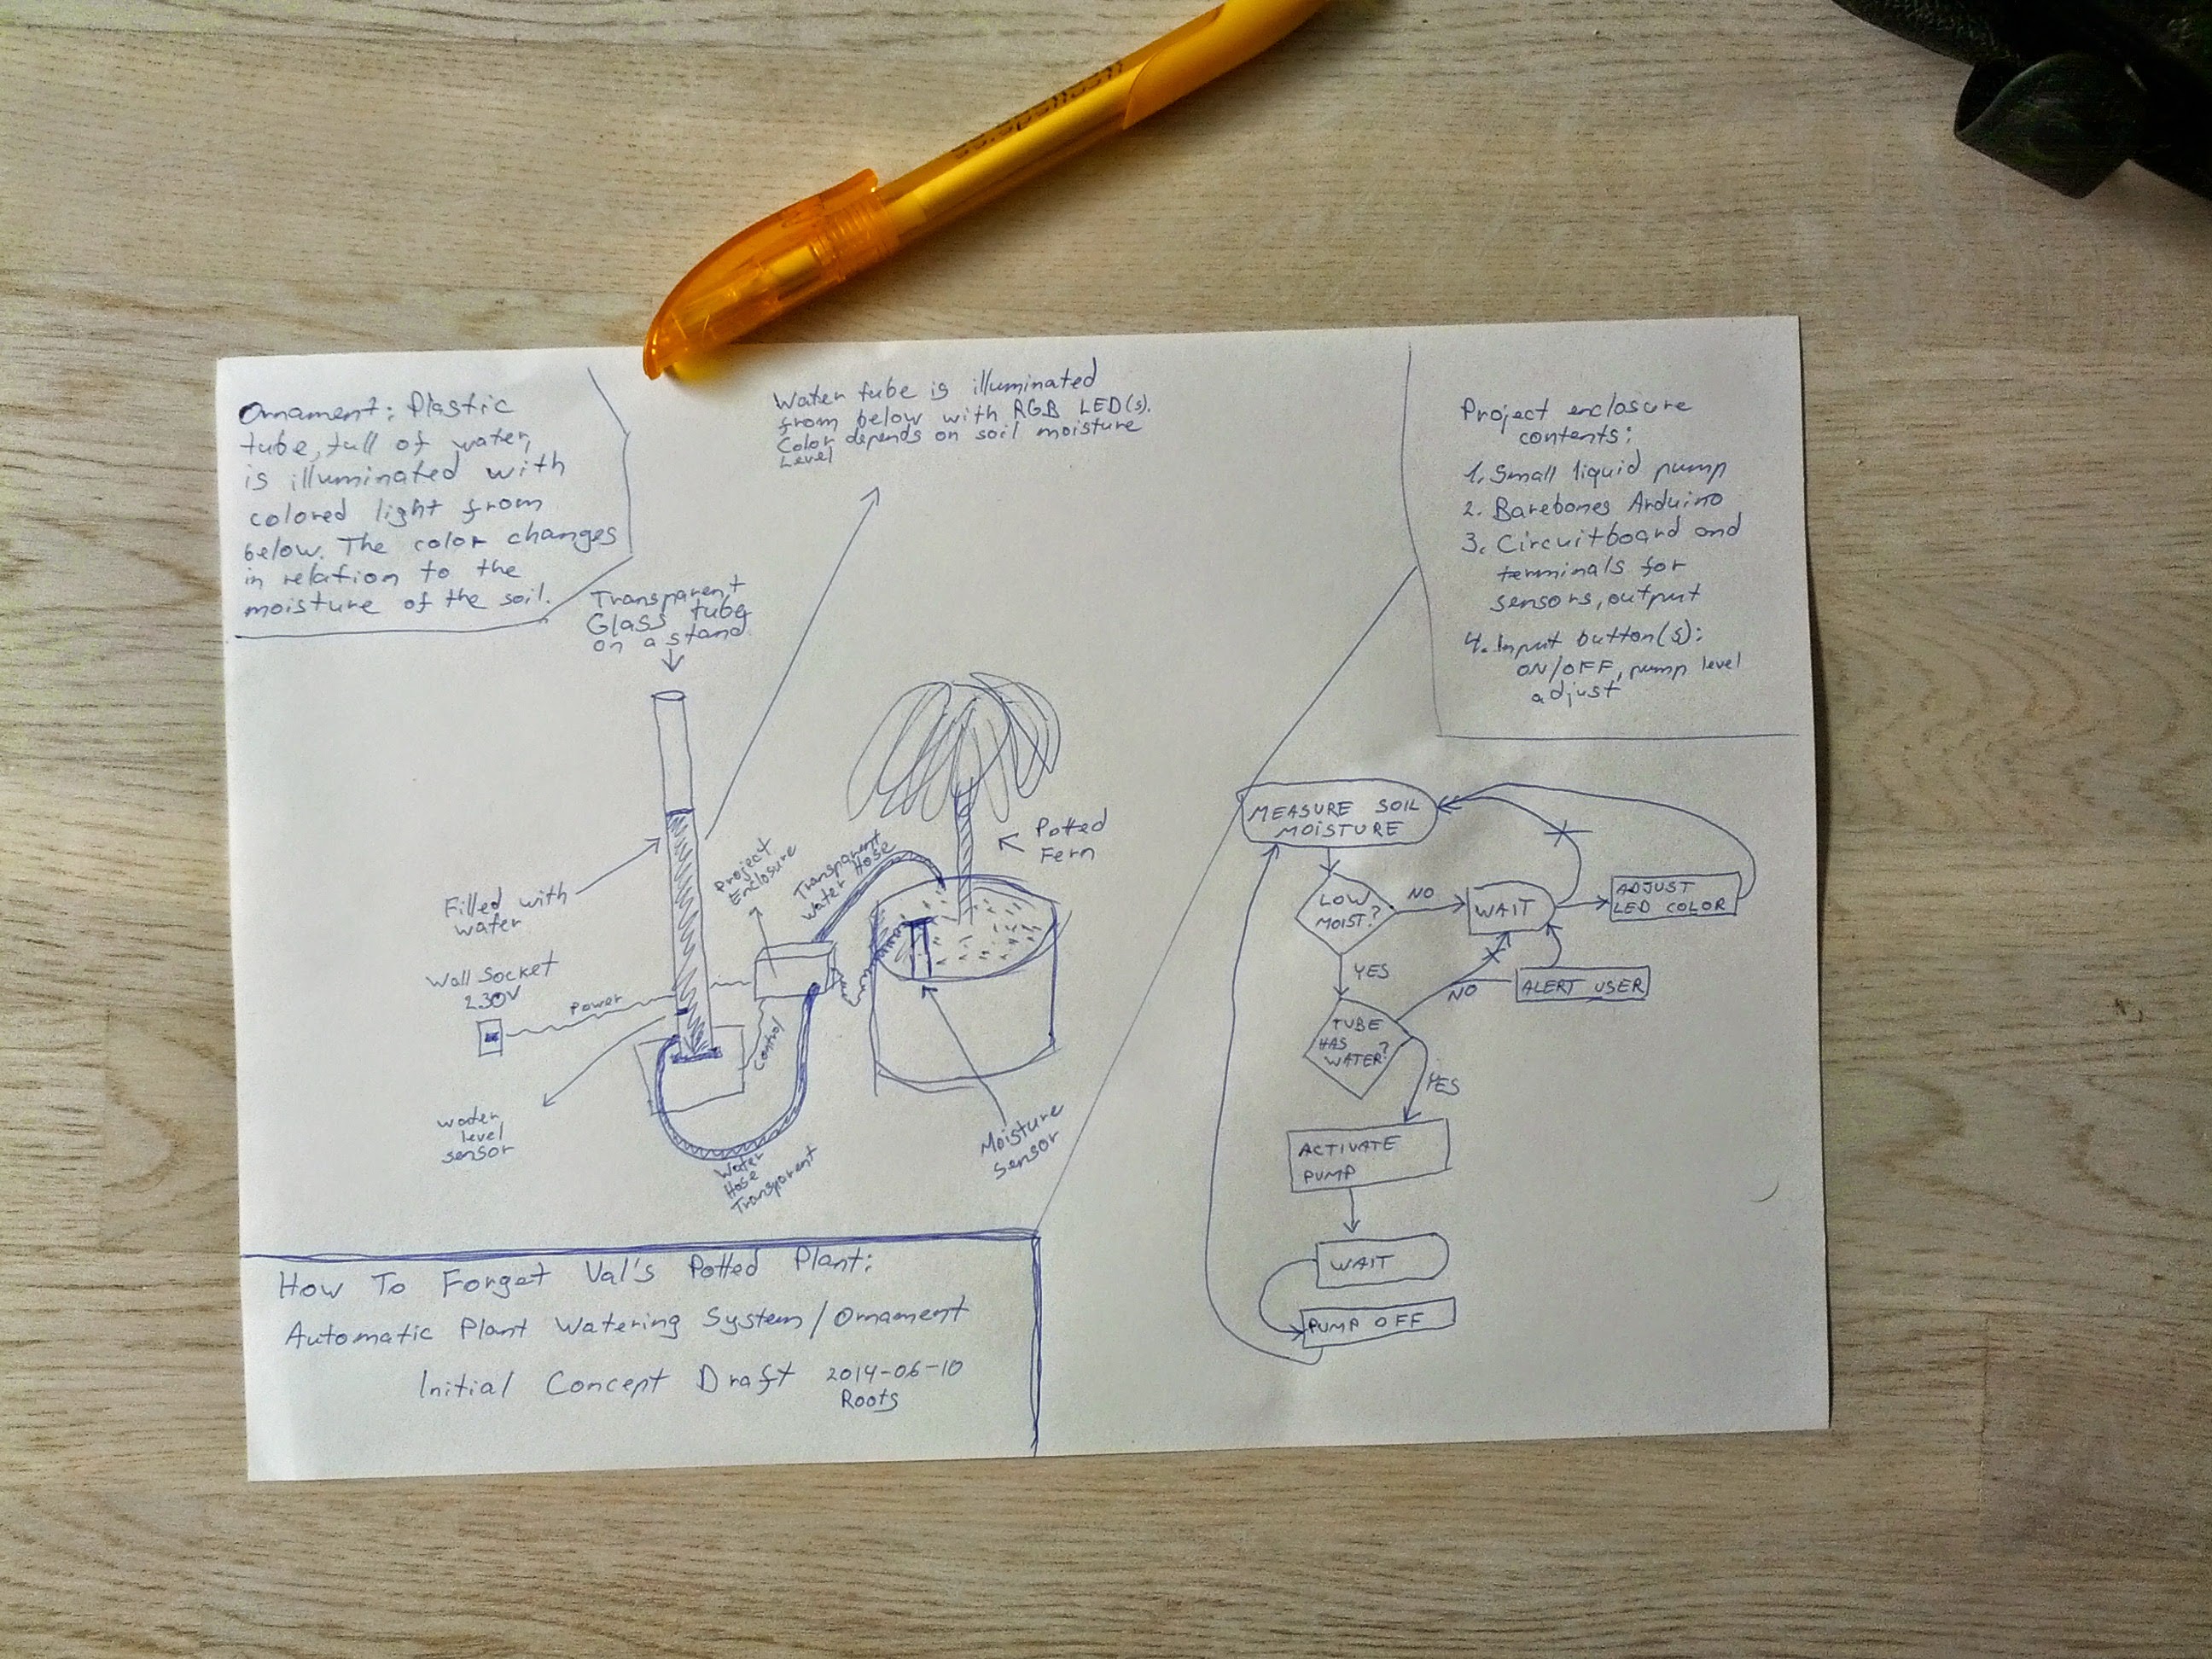 Ornament: Plastic
tube, full of water,
is illuminated with
colored light from
below. The color changes
in relation to the
moisture of the soil.
Water tube is illuminated
from below with RGB LED(s).
Color depends on soil moisture
Level
Project enclosure
contents:
1. Small liquid pump
2. Barebones Arduino
3. Circuitboard and
terminals for
sensors, output
4. Input button(s):
ON/OFF, pump level
adjust
Transparent
Glass tube
on a stand
Filled with
water
Wall Socket
230V
Power
water
level
sensor
Project
Enclosure
Transparent
Water Hose
Control
Water
Hose
Transparent
Potted
Fern
Moisture
Sensor
MEASURE SOIL
MOISTURE
LOW
MOIST?
NO
WAIT
ADJUST
LED COLOR
YES
ALERT USER
NO
TUBE
HAS
WATER?
YES
ACTIVATE
PUMP
WAIT
PUMP OFF
How To Forget Val's Potted Plant:
Automatic Plant Watering System/Ornament
Initial Concept Draft 2014-06-10
Roots